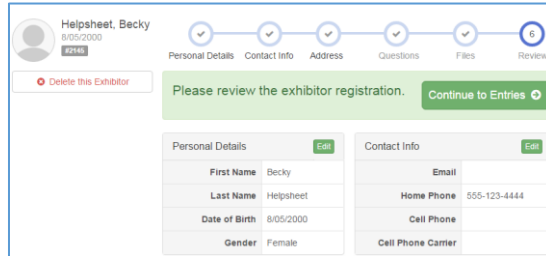 Helpsheet, Becky
8/05/2000
#2145
Delete this Exhibitor
6
Personal Details Contact Info Address Questions Files Review
Please review the exhibitor registration.
Continue to Entries
Personal Details Edit
First Name Becky
Last Name Helpsheet
Date of Birth 8/05/2000
Gender Female
Contact Info Edit
Email
Home Phone 555-123-4444
Cell Phone
Cell Phone Carrier